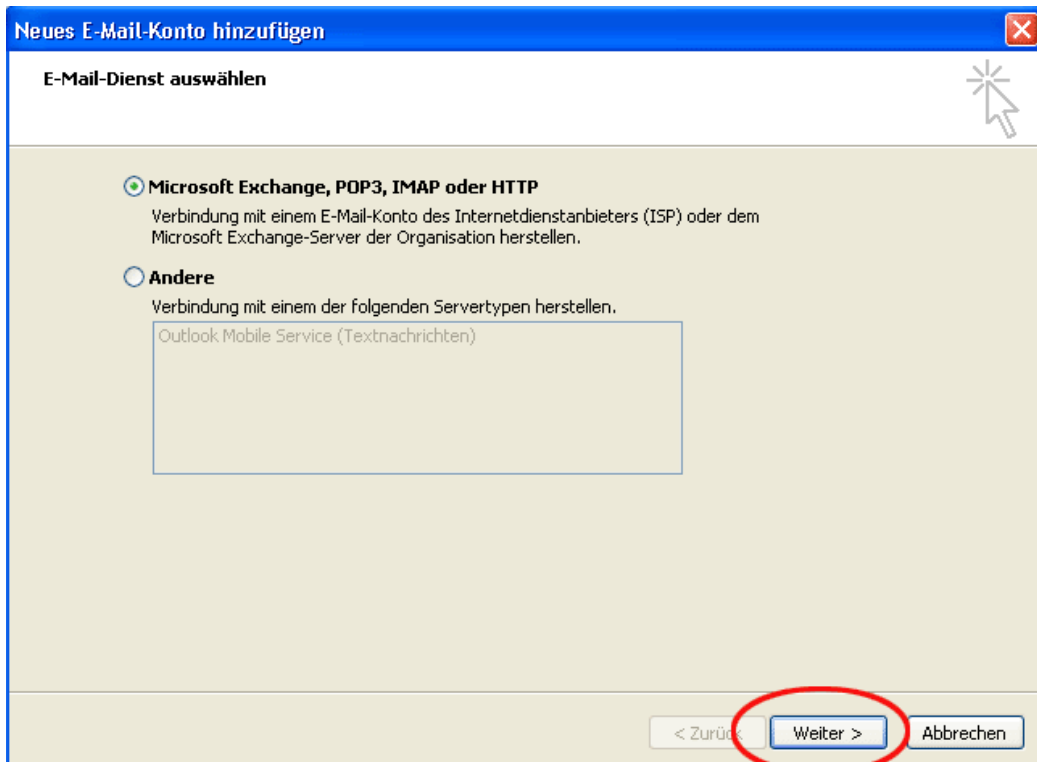 Neues E-Mail-Konto hinzufügen
E-Mail-Dienst auswählen
Microsoft Exchange, POP3, IMAP oder HTTP
Verbindung mit einem E-Mail-Konto des Internetdienstanbieters (ISP) oder dem
Microsoft Exchange-Server der Organisation herstellen.
Andere
Verbindung mit einem der folgenden Servertypen herstellen.
Outlook Mobile Service (Textnachrichten)
< Zurück Weiter > Abbrechen